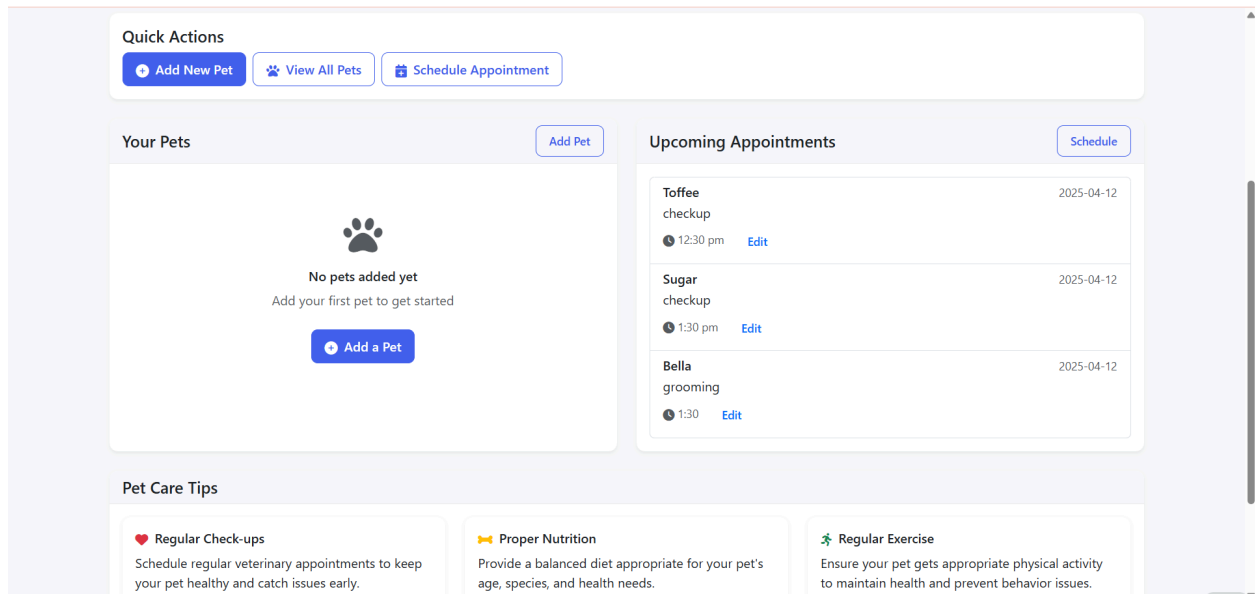 Quick Actions
Add New Pet
View All Pets
Schedule Appointment
Your Pets
Add Pet
No pets added yet
Add your first pet to get started
Add a Pet
Upcoming Appointments
Schedule
Toffee
2025-04-12
checkup
12:30 pm
Edit
Sugar
2025-04-12
checkup
1:30 pm
Edit
Bella
2025-04-12
grooming
1:30
Edit
Pet Care Tips
Regular Check-ups
Schedule regular veterinary appointments to keep
your pet healthy and catch issues early.
Proper Nutrition
Provide a balanced diet appropriate for your pet's
age, species, and health needs.
Regular Exercise
Ensure your pet gets appropriate physical activity
to maintain health and prevent behavior issues.